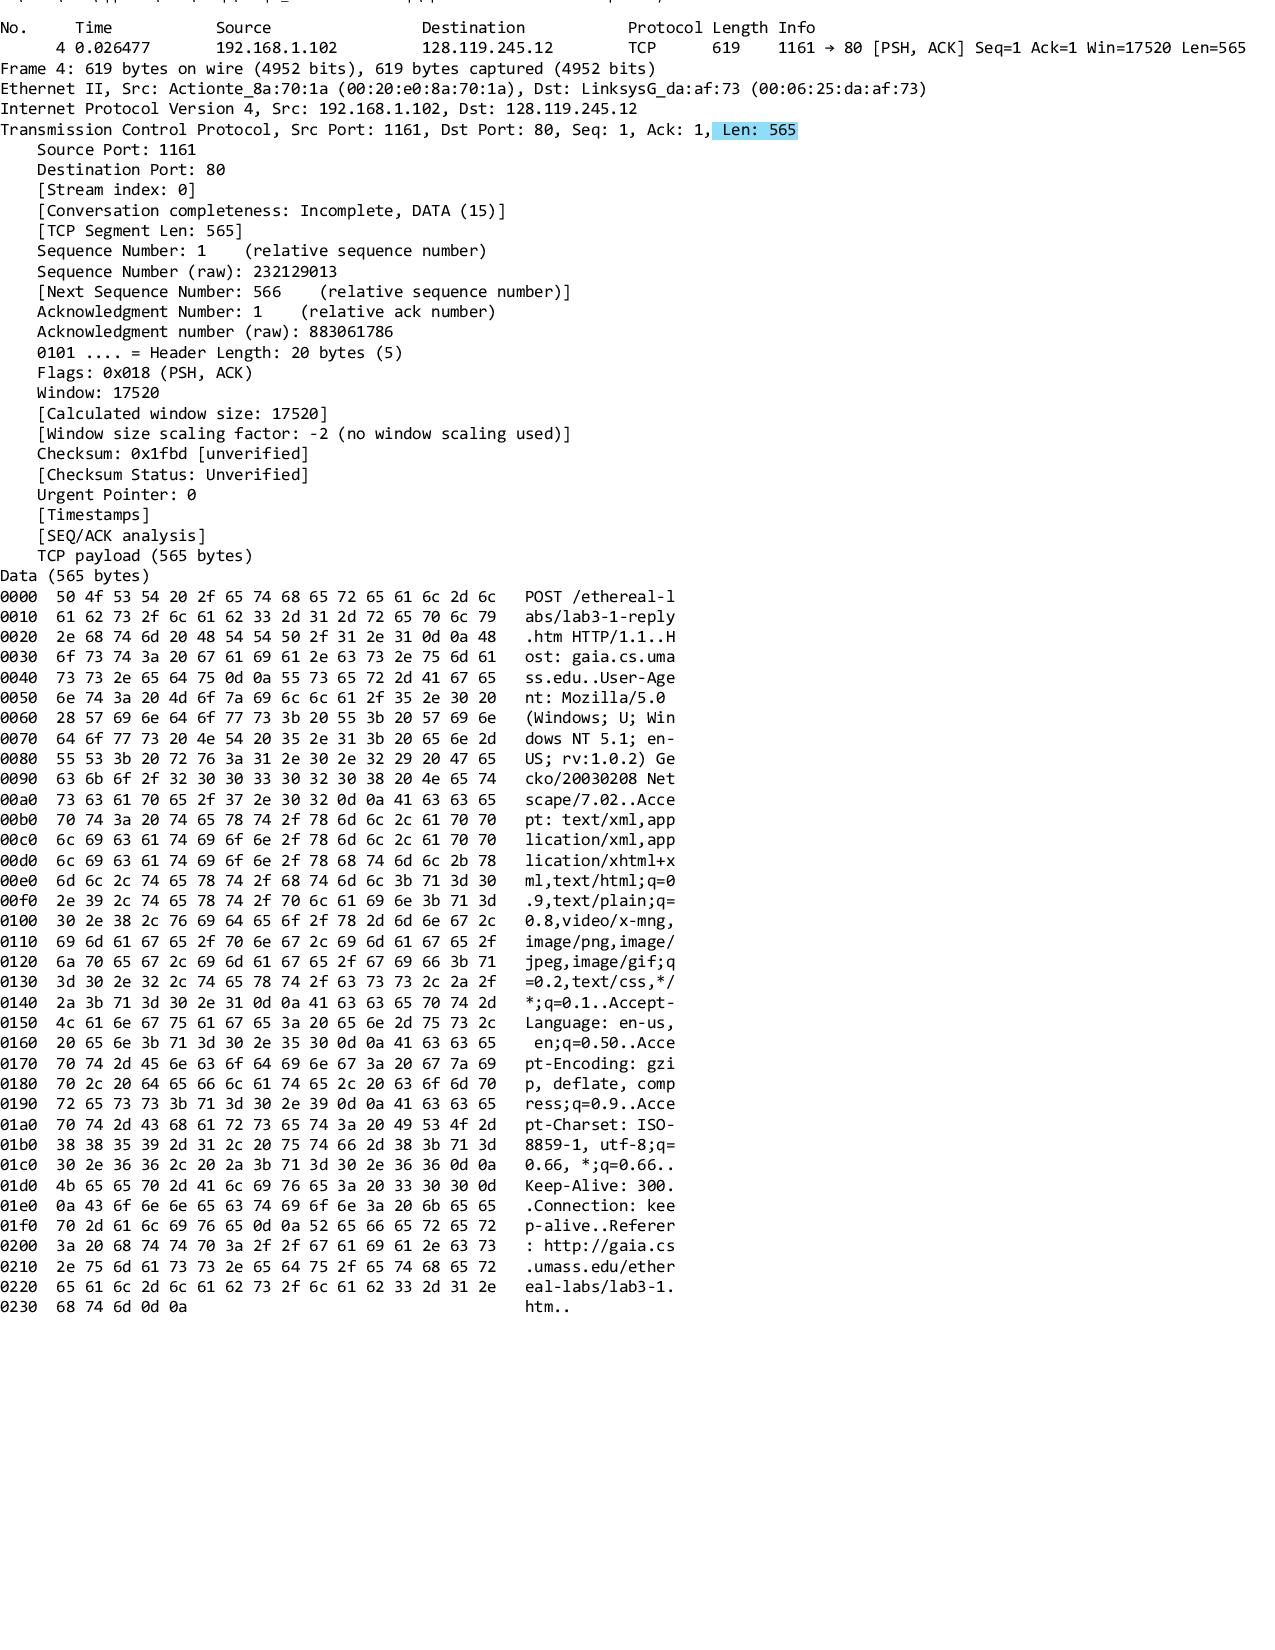 No.     Time           Source                Destination           Protocol Length Info
      4 0.026477       192.168.1.102         128.119.245.12        TCP      619    1161 → 80 [PSH, ACK] Seq=1 Ack=1 Win=17520 Len=565
Frame 4: 619 bytes on wire (4952 bits), 619 bytes captured (4952 bits)
Ethernet II, Src: Actionte_8a:70:1a (00:20:e0:8a:70:1a), Dst: LinksysG_da:af:73 (00:06:25:da:af:73)
Internet Protocol Version 4, Src: 192.168.1.102, Dst: 128.119.245.12
Transmission Control Protocol, Src Port: 1161, Dst Port: 80, Seq: 1, Ack: 1, Len: 565
    Source Port: 1161
    Destination Port: 80
    [Stream index: 0]
    [Conversation completeness: Incomplete, DATA (15)]
    [TCP Segment Len: 565]
    Sequence Number: 1    (relative sequence number)
    Sequence Number (raw): 232129013
    [Next Sequence Number: 566    (relative sequence number)]
    Acknowledgment Number: 1    (relative ack number)
    Acknowledgment number (raw): 883061786
    0101 .... = Header Length: 20 bytes (5)
    Flags: 0x018 (PSH, ACK)
    Window: 17520
    [Calculated window size: 17520]
    [Window size scaling factor: -2 (no window scaling used)]
    Checksum: 0x1fbd [unverified]
    [Checksum Status: Unverified]
    Urgent Pointer: 0
    [Timestamps]
    [SEQ/ACK analysis]
    TCP payload (565 bytes)
Data (565 bytes)
0000  50 4f 53 54 20 2f 65 74 68 65 72 65 61 6c 2d 6c   POST /ethereal-l
0010  61 62 73 2f 6c 61 62 33 2d 31 2d 72 65 70 6c 79   abs/lab3-1-reply
0020  2e 68 74 6d 20 48 54 54 50 2f 31 2e 31 0d 0a 48   .htm HTTP/1.1..H
0030  6f 73 74 3a 20 67 61 69 61 2e 63 73 2e 75 6d 61   ost: gaia.cs.uma
0040  73 73 2e 65 64 75 0d 0a 55 73 65 72 2d 41 67 65   ss.edu..User-Age
0050  6e 74 3a 20 4d 6f 7a 69 6c 6c 61 2f 35 2e 30 20   nt: Mozilla/5.0
0060  28 57 69 6e 64 6f 77 73 3b 20 55 3b 20 57 69 6e   (Windows; U; Win
0070  64 6f 77 73 20 4e 54 20 35 2e 31 3b 20 65 6e 2d   dows NT 5.1; en-
0080  55 53 3b 20 72 76 3a 31 2e 30 2e 32 29 20 47 65   US; rv:1.0.2) Ge
0090  63 6b 6f 2f 32 30 30 33 30 32 30 38 20 4e 65 74   cko/20030208 Net
00a0  73 63 61 70 65 2f 37 2e 30 32 0d 0a 41 63 63 65   scape/7.02..Acce
00b0  70 74 3a 20 74 65 78 74 2f 78 6d 6c 2c 61 70 70   pt: text/xml,app
00c0  6c 69 63 61 74 69 6f 6e 2f 78 6d 6c 2c 61 70 70   lication/xml,app
00d0  6c 69 63 61 74 69 6f 6e 2f 78 68 74 6d 6c 2b 78   lication/xhtml+x
00e0  6d 6c 2c 74 65 78 74 2f 68 74 6d 6c 3b 71 3d 30   ml,text/html;q=0
00f0  2e 39 2c 74 65 78 74 2f 70 6c 61 69 6e 3b 71 3d   .9,text/plain;q=
0100  30 2e 38 2c 76 69 64 65 6f 2f 78 2d 6d 6e 67 2c   0.8,video/x-mng,
0110  69 6d 61 67 65 2f 70 6e 67 2c 69 6d 61 67 65 2f   image/png,image/
0120  6a 70 65 67 2c 69 6d 61 67 65 2f 67 69 66 3b 71   jpeg,image/gif;q
0130  3d 30 2e 32 2c 74 65 78 74 2f 63 73 73 2c 2a 2f   =0.2,text/css,*/
0140  2a 3b 71 3d 30 2e 31 0d 0a 41 63 63 65 70 74 2d   *;q=0.1..Accept-
0150  4c 61 6e 67 75 61 67 65 3a 20 65 6e 2d 75 73 2c   Language: en-us,
0160  20 65 6e 3b 71 3d 30 2e 35 30 0d 0a 41 63 63 65    en;q=0.50..Acce
0170  70 74 2d 45 6e 63 6f 64 69 6e 67 3a 20 67 7a 69   pt-Encoding: gzi
0180  70 2c 20 64 65 66 6c 61 74 65 2c 20 63 6f 6d 70   p, deflate, comp
0190  72 65 73 73 3b 71 3d 30 2e 39 0d 0a 41 63 63 65   ress;q=0.9..Acce
01a0  70 74 2d 43 68 61 72 73 65 74 3a 20 49 53 4f 2d   pt-Charset: ISO-
01b0  38 38 35 39 2d 31 2c 20 75 74 66 2d 38 3b 71 3d   8859-1, utf-8;q=
01c0  30 2e 36 36 2c 20 2a 3b 71 3d 30 2e 36 36 0d 0a   0.66, *;q=0.66..
01d0  4b 65 65 70 2d 41 6c 69 76 65 3a 20 33 30 30 0d   Keep-Alive: 300.
01e0  0a 43 6f 6e 6e 65 63 74 69 6f 6e 3a 20 6b 65 65   .Connection: kee
01f0  70 2d 61 6c 69 76 65 0d 0a 52 65 66 65 72 65 72   p-alive..Referer
0200  3a 20 68 74 74 70 3a 2f 2f 67 61 69 61 2e 63 73   : http://gaia.cs
0210  2e 75 6d 61 73 73 2e 65 64 75 2f 65 74 68 65 72   .umass.edu/ether
0220  65 61 6c 2d 6c 61 62 73 2f 6c 61 62 33 2d 31 2e   eal-labs/lab3-1.
0230  68 74 6d 0d 0a                                    htm..